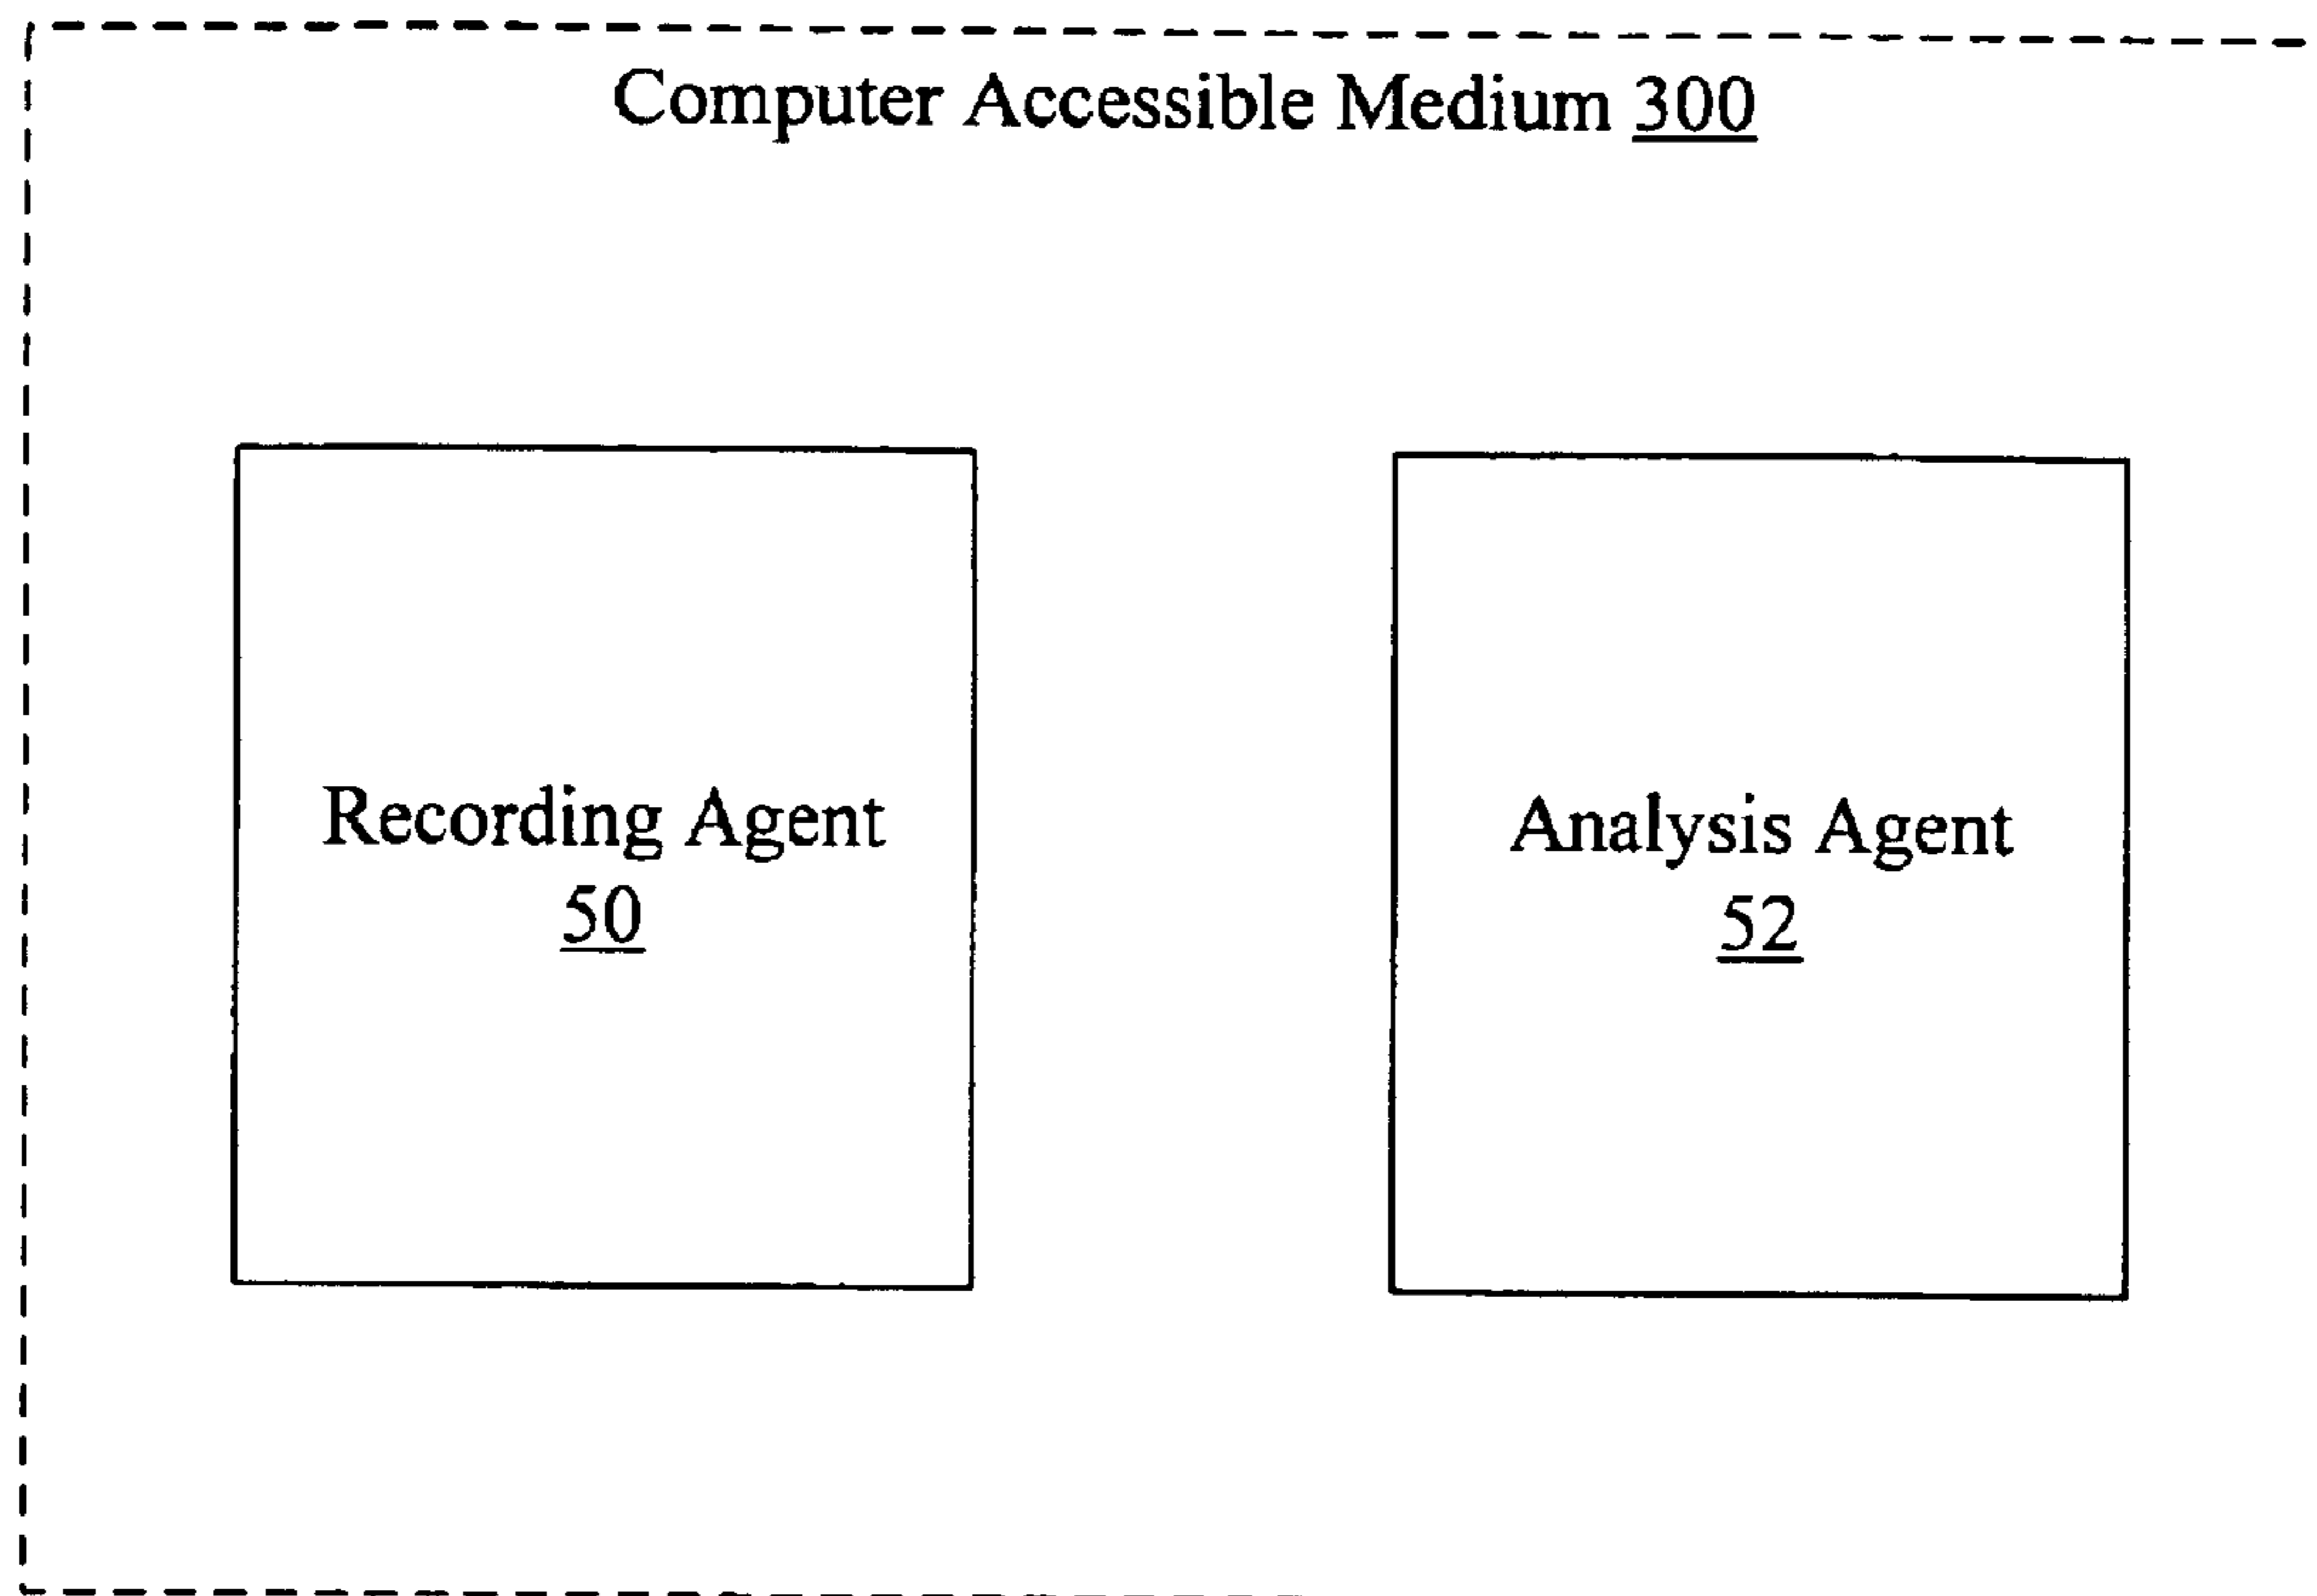 Computer Accessible Medium 300
Recording Agent
50
Analysis Agent
52